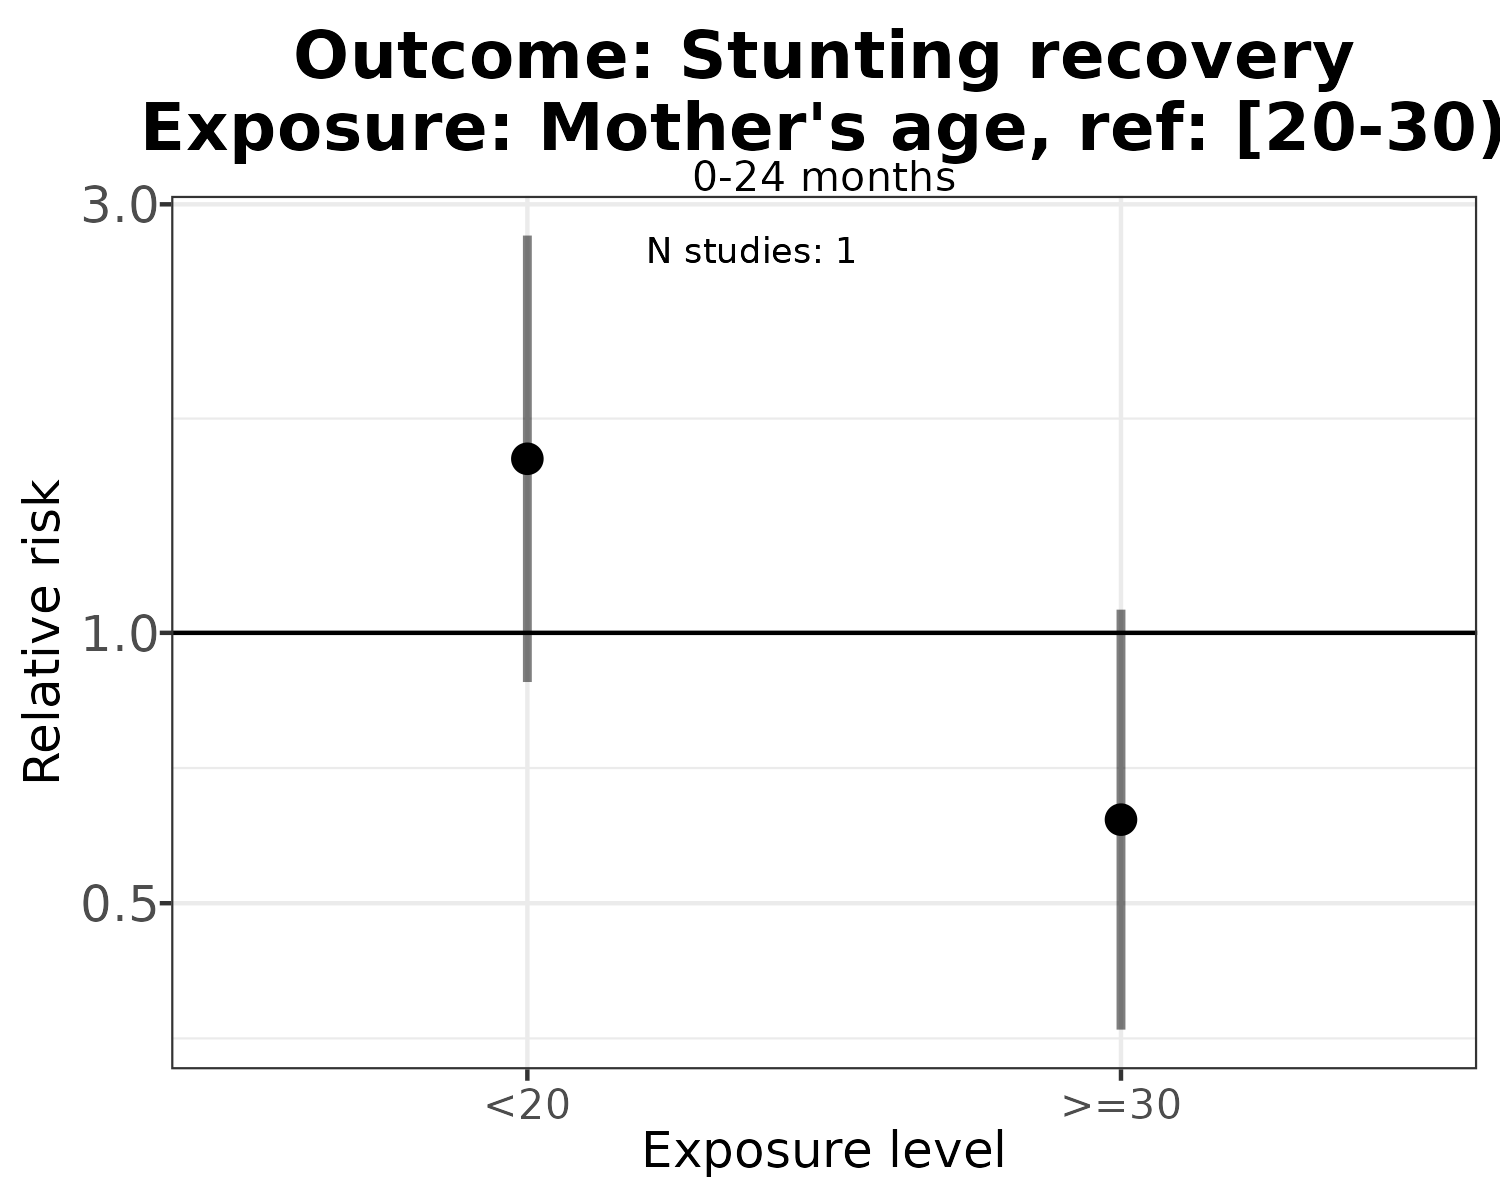 Outcome: Stunting recovery
Exposure: Mother's age, ref: [20-30)
0-24 months
3.0
N studies: 1
Relative risk
1.0
0.5
<20
>=30
Exposure level